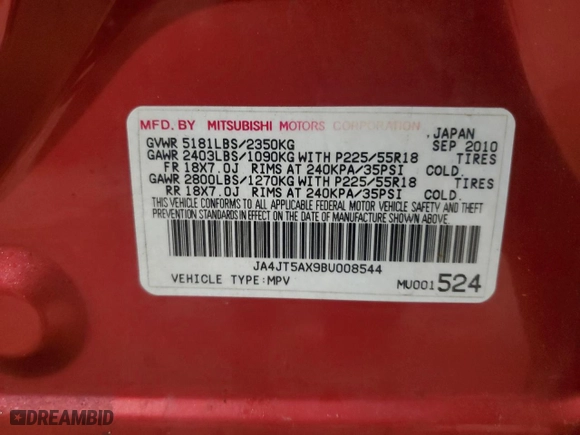 MFD. BY MITSUBISHI MOTORS CORPORATION, JAPAN
GVWR 5181LBS/2350KG SEP 2010
GAWR 2403LBS/1090KG WITH P225/55R18 TIRES
FR 18X7.0J RIMS AT 240KPA/35PSI COLD.
GAWR 2800LBS/1270KG WITH P225/55R18 TIRES
RR 18X7.0J RIMS AT 240KPA/35PSI COLD.
THIS VEHICLE CONFORMS TO ALL APPLICABLE FEDERAL MOTOR VEHICLE SAFETY AND THEFT
PREVENTION STANDARDS IN EFFECT ON THE DATE OF MANUFACTURE SHOWN ABOVE.
JA4JT5AX9BU008544
VEHICLE TYPE:MPV MU001524
DREAMBID